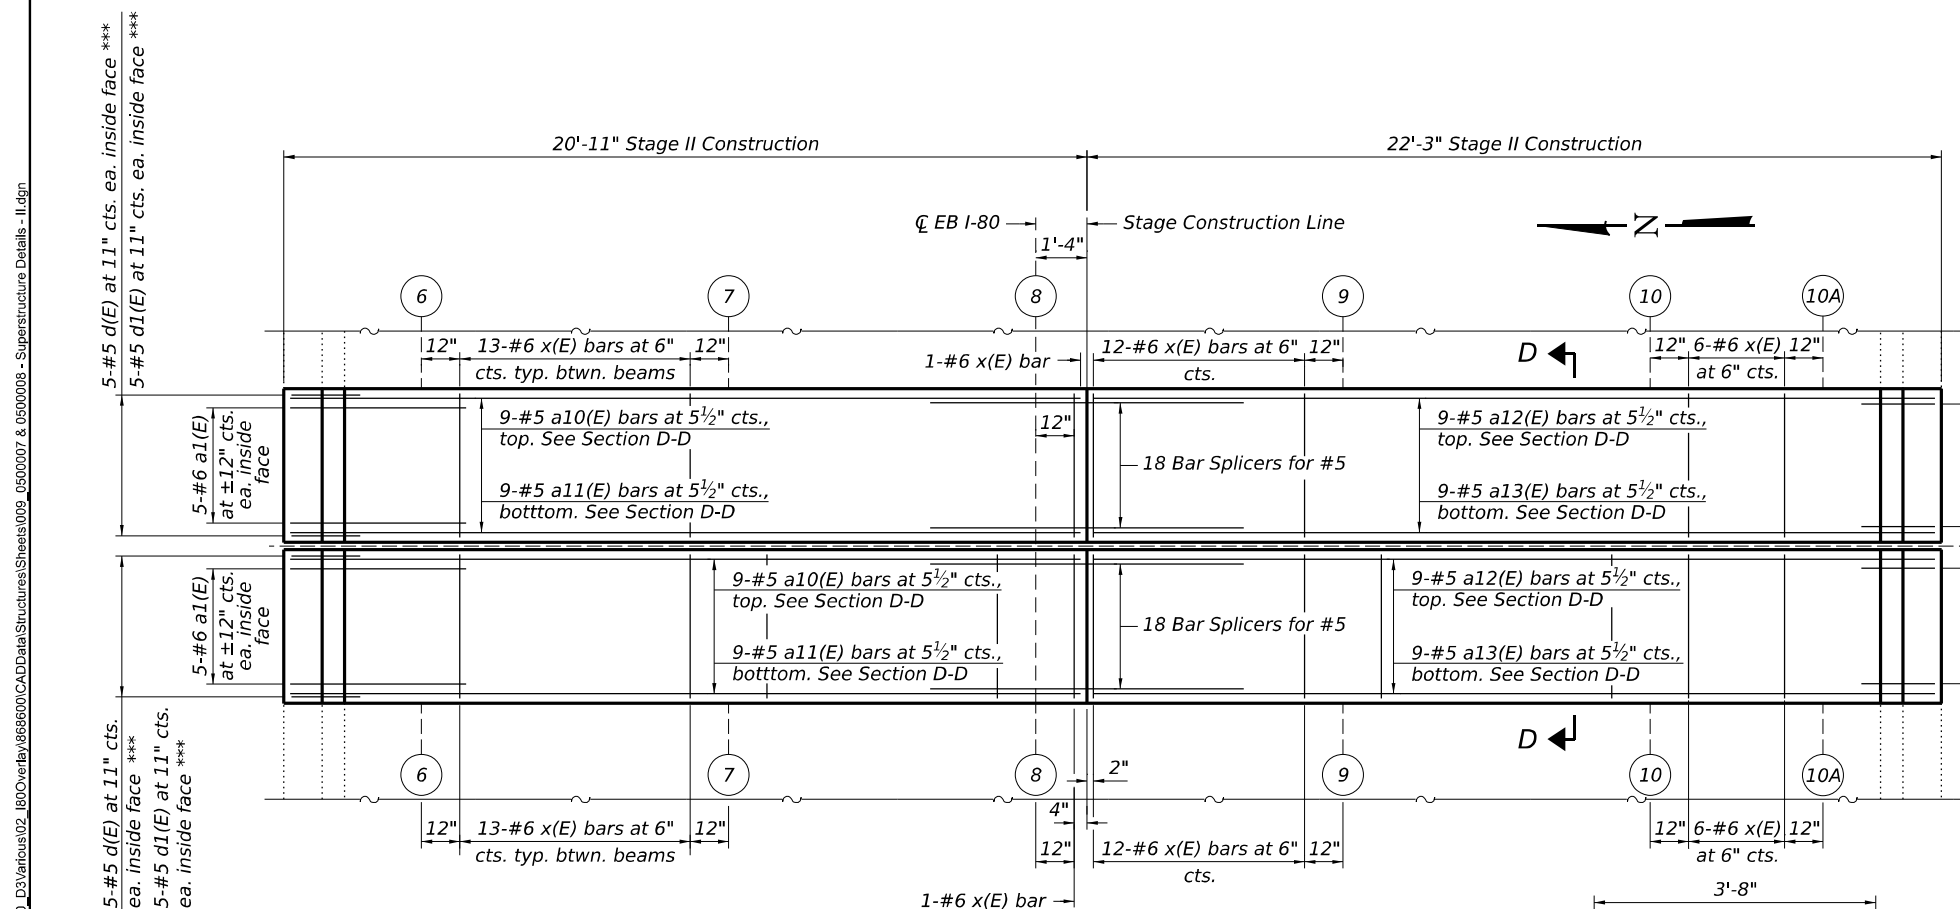 5-#5 d(E) at 11" cts. ea. inside face ***
5-#5 d1(E) at 11" cts. ea. inside face ***
D3Various\02_I80Overlay\868600\CADData\Structures\Sheets\009_0500007 & 0500008 - Superstructure Details - II.dgn
20'-11" Stage II Construction
22'-3" Stage II Construction
℄ EB I-80
Stage Construction Line
N
1'-4"
6
7
8
9
10
10A
12"
13-#6 x(E) bars at 6"
12"
cts. typ. btwn. beams
1-#6 x(E) bar
12-#6 x(E) bars at 6"
12"
cts.
D
12"
6-#6 x(E)
12"
at 6" cts.
5-#6 a1(E)
at ±12" cts.
ea. inside
face
9-#5 a10(E) bars at 5½" cts.,
top. See Section D-D
9-#5 a11(E) bars at 5½" cts.,
botttom. See Section D-D
12"
18 Bar Splicers for #5
9-#5 a12(E) bars at 5½" cts.,
top. See Section D-D
9-#5 a13(E) bars at 5½" cts.,
bottom. See Section D-D
5-#6 a1(E)
at ±12" cts.
ea. inside
face
9-#5 a10(E) bars at 5½" cts.,
top. See Section D-D
9-#5 a11(E) bars at 5½" cts.,
botttom. See Section D-D
18 Bar Splicers for #5
9-#5 a12(E) bars at 5½" cts.,
top. See Section D-D
9-#5 a13(E) bars at 5½" cts.,
bottom. See Section D-D
5-#5 d(E) at 11" cts.
ea. inside face ***
5-#5 d1(E) at 11" cts.
ea. inside face ***
D
6
7
8
2"
9
10
10A
4"
12"
13-#6 x(E) bars at 6"
12"
cts. typ. btwn. beams
12"
12-#6 x(E) bars at 6"
12"
cts.
12"
6-#6 x(E)
12"
at 6" cts.
1-#6 x(E) bar
3'-8"